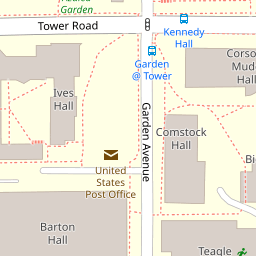 Garden
Tower Road
Kennedy
Hall
Garden
@ Tower
Corso
Mud
Hall
Ives
Hall
Garden Avenue
Comstock
Hall
United
States
Post Office
Bi
Barton
Hall
Teagle